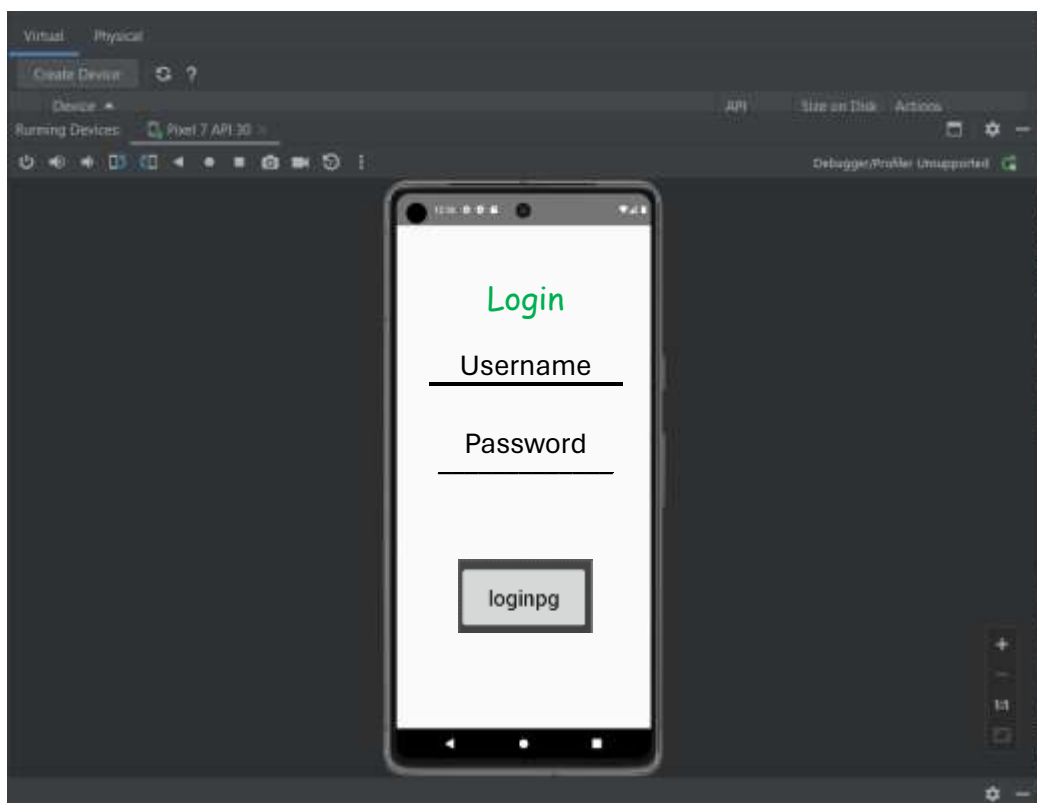 Virtual Physical
Create Device ?
Device API Size on Disk Actions
Running Devices: Pixel 7 API 30
Debugger/Profiler Unsupported
Login
Username
Password
loginpg
1:1